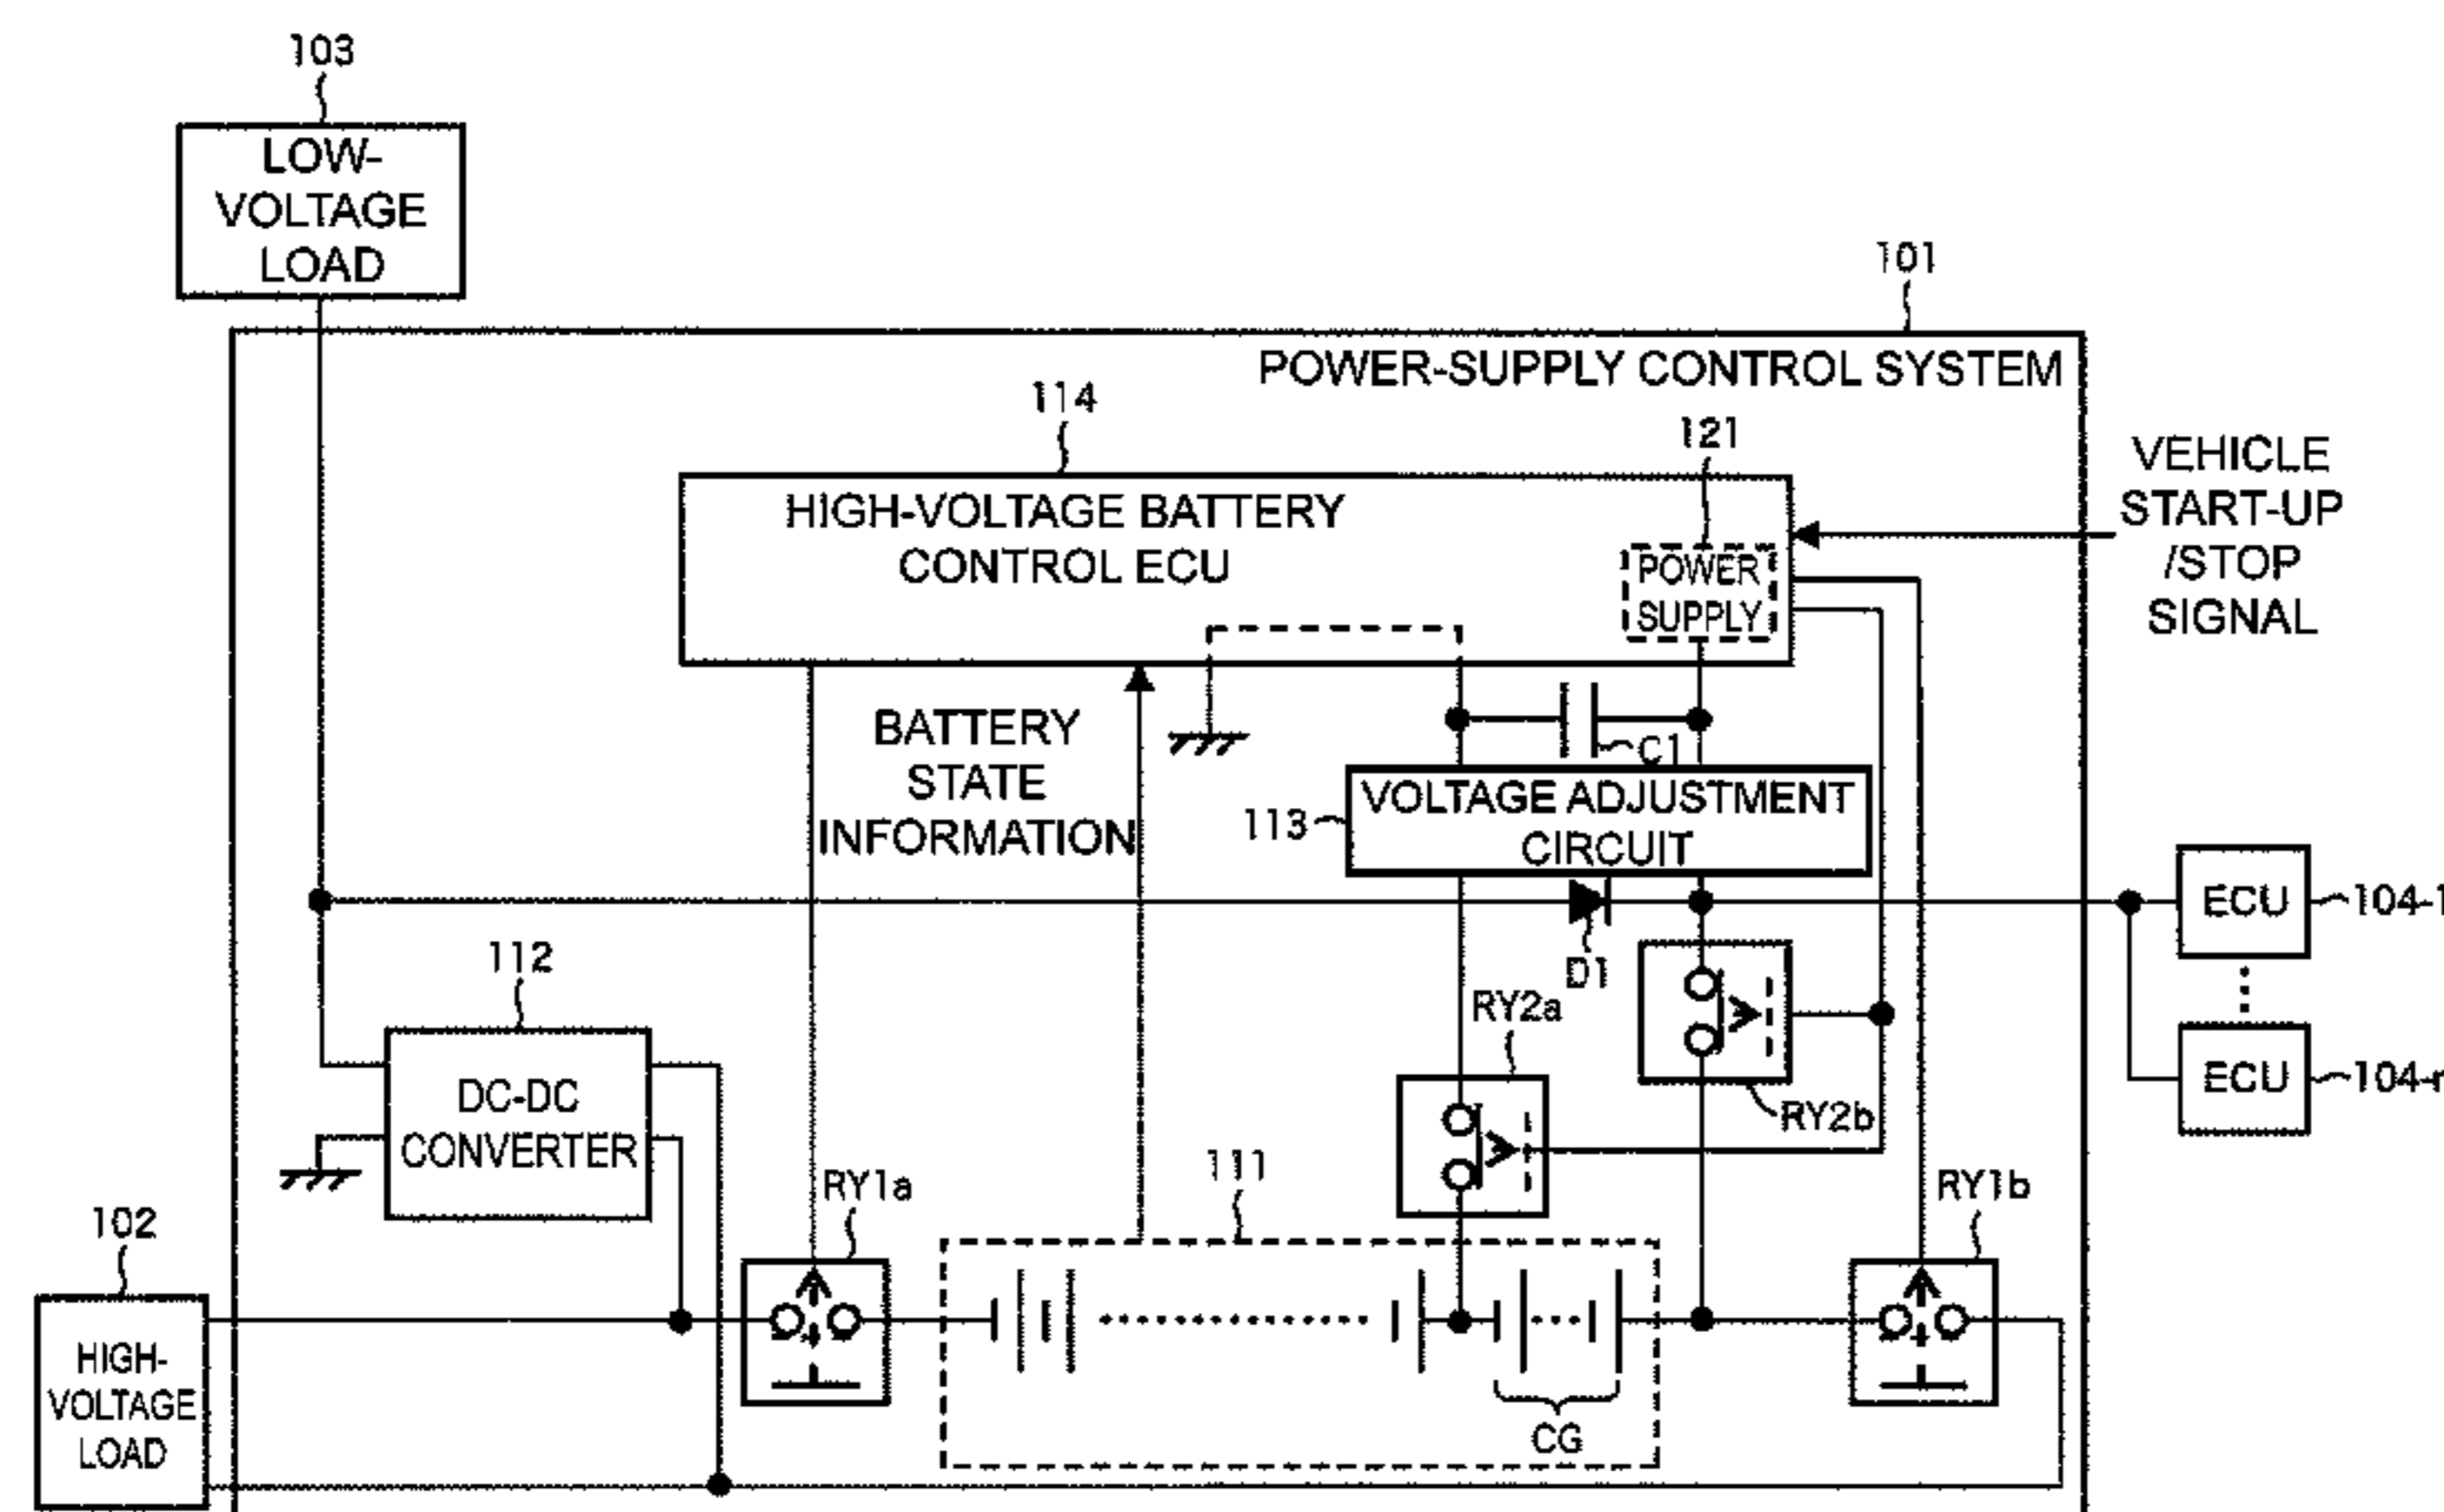 103
LOW-
VOLTAGE
LOAD
101
POWER-SUPPLY CONTROL SYSTEM
114
121
HIGH-VOLTAGE BATTERY
CONTROL ECU
POWER
SUPPLY
VEHICLE
START-UP
/STOP
SIGNAL
BATTERY
STATE
INFORMATION
C1
113
VOLTAGE ADJUSTMENT
CIRCUIT
ECU
104-1
D1
112
DC-DC
CONVERTER
RY2a
RY2b
ECU
RY1a
111
RY1b
102
HIGH-
VOLTAGE
LOAD
CG